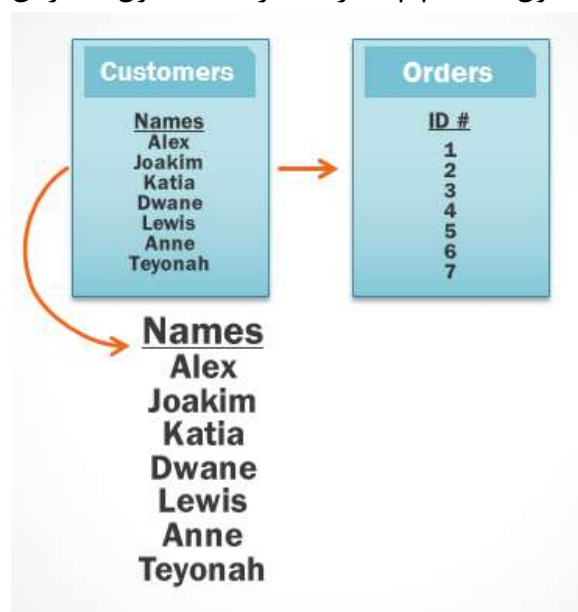 Customers
Names
Alex
Joakim
Katia
Dwane
Lewis
Anne
Teyonah
Orders
ID #
1
2
3
4
5
6
7
Names
Alex
Joakim
Katia
Dwane
Lewis
Anne
Teyonah